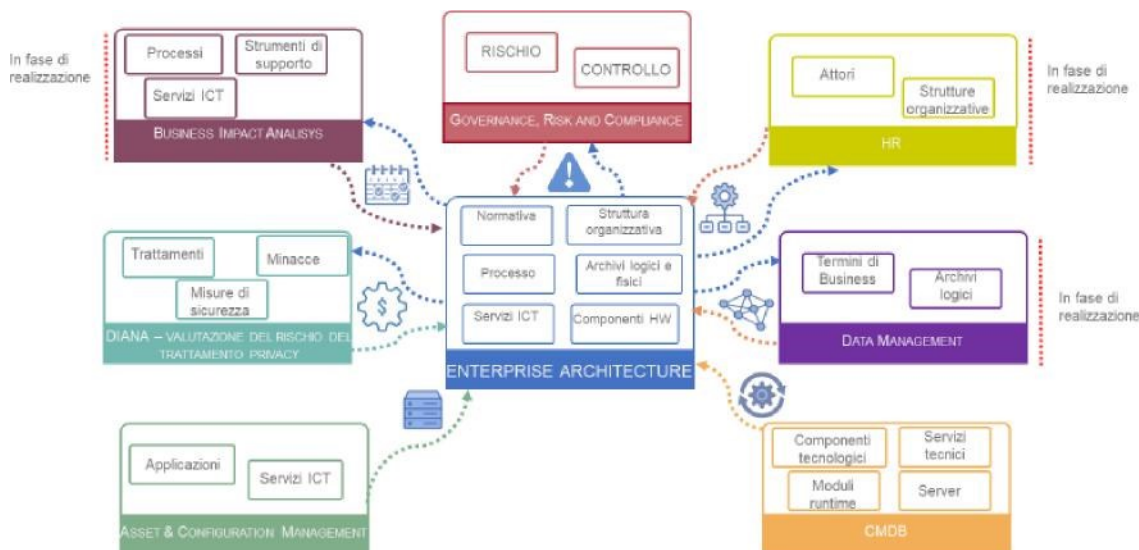 In fase di
realizzazione
Processi
Strumenti di
supporto
Servizi ICT
BUSINESS IMPACT ANALISYS
RISCHIO
CONTROLLO
GOVERNANCE, RISK AND COMPLIANCE
Attori
Strutture
organizzative
HR
In fase di
realizzazione
Trattamenti
Minacce
Misure di
sicurezza
DIANA – VALUTAZIONE DEL RISCHIO DEL
TRATTAMENTO PRIVACY
Normativa
Struttura
organizzativa
Processo
Archivi logici e
fisici
Servizi ICT
Componenti HW
ENTERPRISE ARCHITECTURE
Termini di
Business
Archivi
logici
DATA MANAGEMENT
In fase di
realizzazione
Applicazioni
Servizi ICT
ASSET & CONFIGURATION MANAGEMENT
Componenti
tecnologici
Servizi
tecnici
Moduli
runtime
Server
CMDB
$